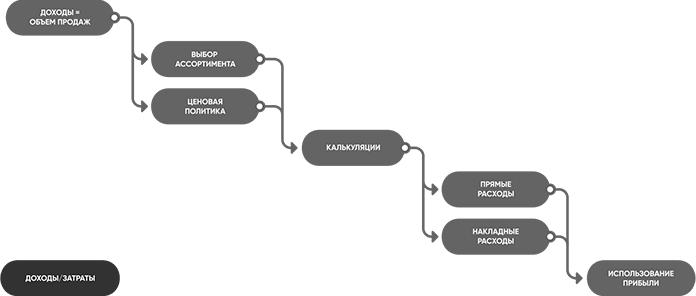 ДОХОДЫ =
ОБЪЕМ ПРОДАЖ
ВЫБОР
АССОРТИМЕНТА
ЦЕНОВАЯ
ПОЛИТИКА
КАЛЬКУЛЯЦИИ
ПРЯМЫЕ
РАСХОДЫ
НАКЛАДНЫЕ
РАСХОДЫ
ДОХОДЫ/ЗАТРАТЫ
ИСПОЛЬЗОВАНИЕ
ПРИБЫЛИ